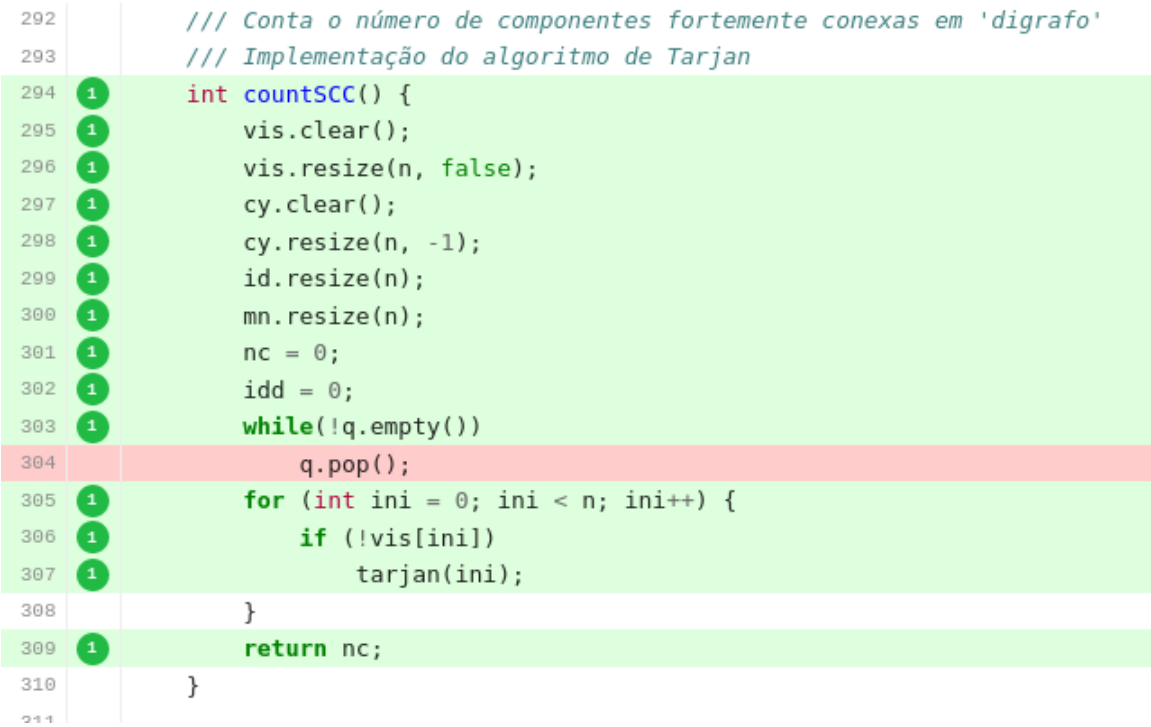 292 /// Conta o número de componentes fortemente conexas em 'digrafo'
293 /// Implementação do algoritmo de Tarjan
294 1 int countSCC() {
295 1 vis.clear();
296 1 vis.resize(n, false);
297 1 cy.clear();
298 1 cy.resize(n, -1);
299 1 id.resize(n);
300 1 mn.resize(n);
301 1 nc = 0;
302 1 idd = 0;
303 1 while(!q.empty())
304 q.pop();
305 1 for (int ini = 0; ini < n; ini++) {
306 1 if (!vis[ini])
307 1 tarjan(ini);
308 }
309 1 return nc;
310 }
311